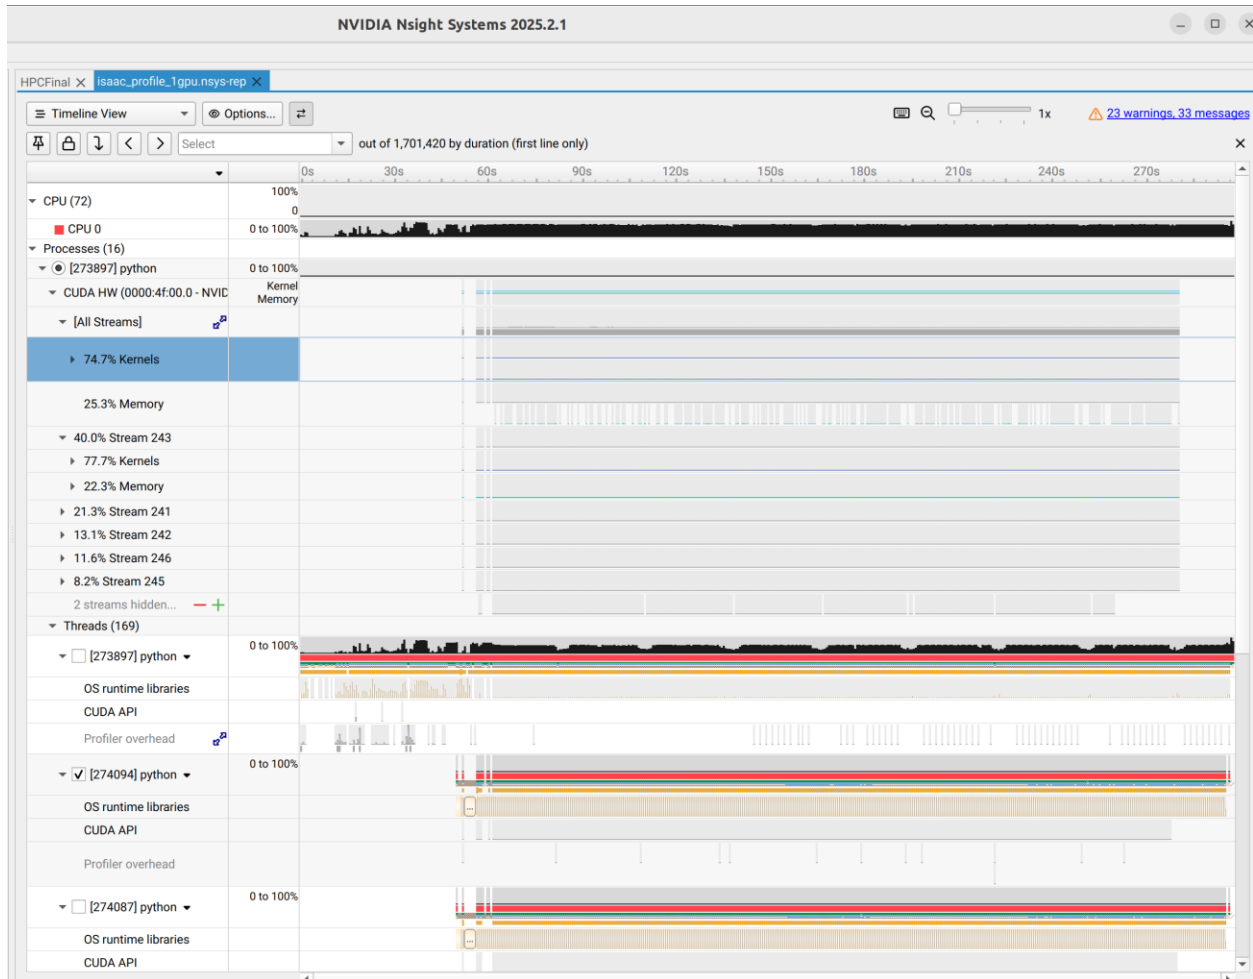 NVIDIA Nsight Systems 2025.2.1
HPCFinal isaac_profile_1gpu.nsys-rep
Timeline View Options... 1x 23 warnings, 33 messages
Select out of 1,701,420 by duration (first line only)
0s 30s 60s 90s 120s 150s 180s 210s 240s 270s
CPU (72) 100%
0
CPU 0 0 to 100%
Processes (16)
[273897] python 0 to 100%
CUDA HW (0000:4f:00.0 - NVID Kernel
Memory
[All Streams]
74.7% Kernels
25.3% Memory
40.0% Stream 243
77.7% Kernels
22.3% Memory
21.3% Stream 241
13.1% Stream 242
11.6% Stream 246
8.2% Stream 245
2 streams hidden...
Threads (169)
[273897] python 0 to 100%
OS runtime libraries
CUDA API
Profiler overhead
[274094] python 0 to 100%
OS runtime libraries
...
CUDA API
Profiler overhead
[274087] python 0 to 100%
OS runtime libraries
...
CUDA API